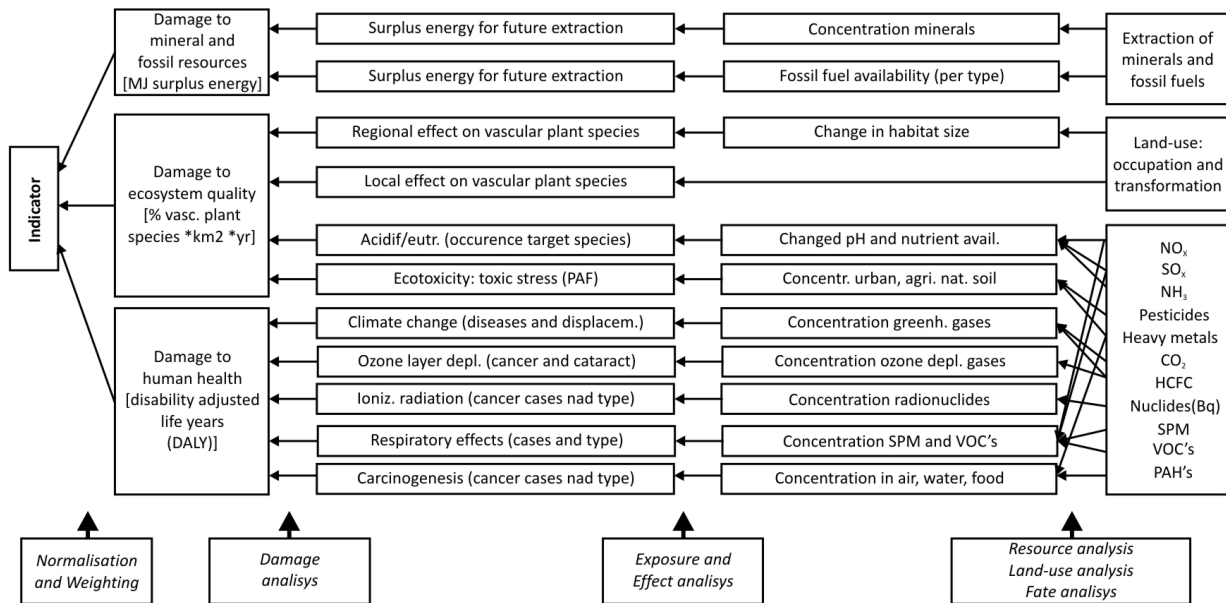 Damage to
mineral and
fossil resources
[MJ surplus energy]
Surplus energy for future extraction
Concentration minerals
Surplus energy for future extraction
Fossil fuel availability (per type)
Extraction of
minerals and
fossil fuels
Indicator
Damage to
ecosystem quality
[% vasc. plant
species *km2 *yr]
Regional effect on vascular plant species
Change in habitat size
Local effect on vascular plant species
Land-use:
occupation and
transformation
Acidif/eutr. (occurence target species)
Changed pH and nutrient avail.
Ecotoxicity: toxic stress (PAF)
Concentr. urban, agri. nat. soil
Damage to
human health
[disability adjusted
life years
(DALY)]
Climate change (diseases and displacem.)
Concentration greenh. gases
Ozone layer depl. (cancer and cataract)
Concentration ozone depl. gases
Ioniz. radiation (cancer cases nad type)
Concentration radionuclides
Respiratory effects (cases and type)
Concentration SPM and VOC's
Carcinogenesis (cancer cases nad type)
Concentration in air, water, food
NOₓ
SOₓ
NH₃
Pesticides
Heavy metals
CO₂
HCFC
Nuclides(Bq)
SPM
VOC's
PAH's
Normalisation
and Weighting
Damage
analisys
Exposure and
Effect analisys
Resource analysis
Land-use analysis
Fate analisys